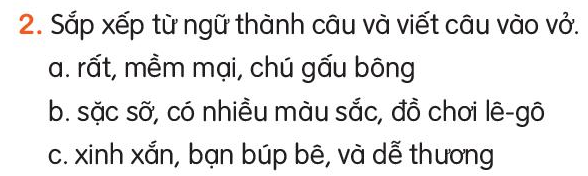 2. Sắp xếp từ ngữ thành câu và viết câu vào vở.
a. rất, mềm mại, chú gấu bông
b. sặc sỡ, có nhiều màu sắc, đồ chơi lê-gô
c. xinh xắn, bạn búp bê, và dễ thương